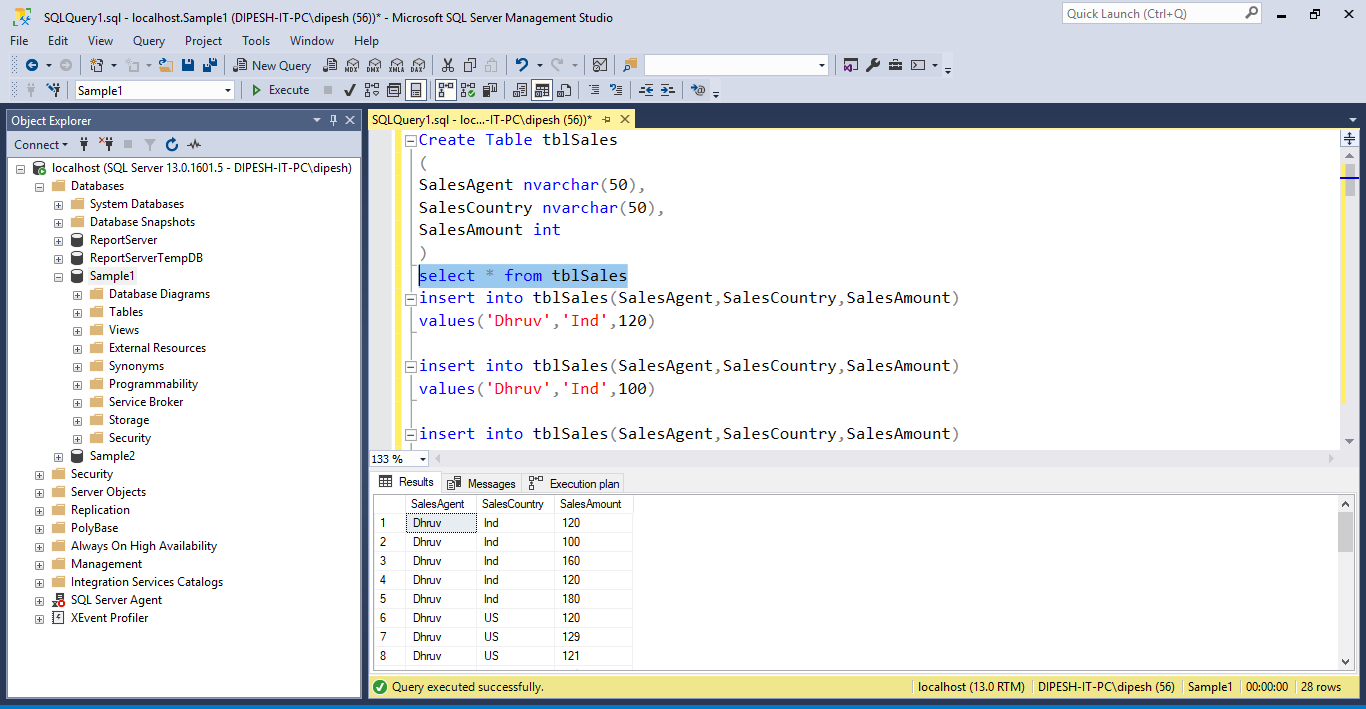 SQLQuery1.sql - localhost.Sample1 (DIPESH-IT-PC\dipesh (56))* - Microsoft SQL Server Management Studio
Quick Launch (Ctrl+Q)
File Edit View Query Project Tools Window Help
New Query MDX DMX XMLA DAX
Sample1 Execute
Object Explorer
Connect
localhost (SQL Server 13.0.1601.5 - DIPESH-IT-PC\dipesh)
Databases
System Databases
Database Snapshots
ReportServer
ReportServerTempDB
Sample1
Database Diagrams
Tables
Views
External Resources
Synonyms
Programmability
Service Broker
Storage
Security
Sample2
Security
Server Objects
Replication
PolyBase
Always On High Availability
Management
Integration Services Catalogs
SQL Server Agent
XEvent Profiler
SQLQuery1.sql - loc...-IT-PC\dipesh (56))*
Create Table tblSales
(
SalesAgent nvarchar(50),
SalesCountry nvarchar(50),
SalesAmount int
)
select * from tblSales
insert into tblSales(SalesAgent,SalesCountry,SalesAmount)
values('Dhruv','Ind',120)
insert into tblSales(SalesAgent,SalesCountry,SalesAmount)
values('Dhruv','Ind',100)
insert into tblSales(SalesAgent,SalesCountry,SalesAmount)
133 %
Results Messages Execution plan
SalesAgent SalesCountry SalesAmount
1 Dhruv Ind 120
2 Dhruv Ind 100
3 Dhruv Ind 160
4 Dhruv Ind 120
5 Dhruv Ind 180
6 Dhruv US 120
7 Dhruv US 129
8 Dhruv US 121
Query executed successfully.
localhost (13.0 RTM) DIPESH-IT-PC\dipesh (56) Sample1 00:00:00 28 rows